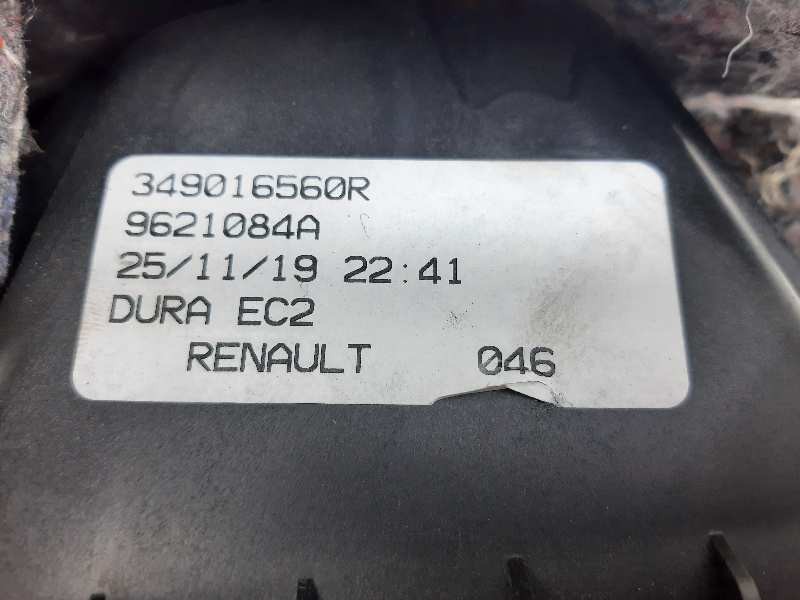 349016560R
9621084A
25/11/19 22:41
DURA EC2
RENAULT 046